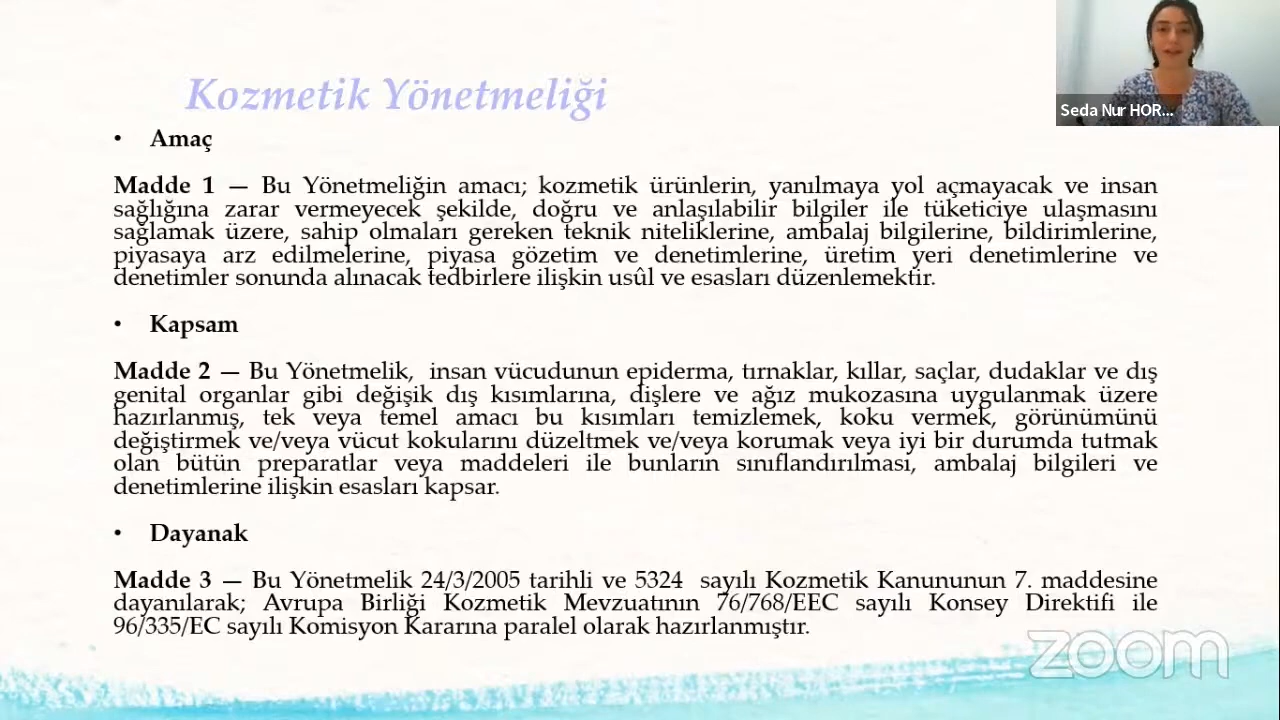 Kozmetik Yönetmeliği
• Amaç
Madde 1 — Bu Yönetmeliğin amacı; kozmetik ürünlerin, yanılmaya yol açmayacak ve insan
sağlığına zarar vermeyecek şekilde, doğru ve anlaşılabilir bilgiler ile tüketiciye ulaşmasını
sağlamak üzere, sahip olmaları gereken teknik niteliklerine, ambalaj bilgilerine, bildirimlerine,
piyasaya arz edilmelerine, piyasa gözetim ve denetimlerine, üretim yeri denetimlerine ve
denetimler sonunda alınacak tedbirlere ilişkin usûl ve esasları düzenlemektir.
• Kapsam
Madde 2 — Bu Yönetmelik, insan vücudunun epiderma, tırnaklar, kıllar, saçlar, dudaklar ve dış
genital organlar gibi değişik dış kısımlarına, dişlere ve ağız mukozasına uygulanmak üzere
hazırlanmış, tek veya temel amacı bu kısımları temizlemek, koku vermek, görünümünü
değiştirmek ve/veya vücut kokularını düzeltmek ve/veya korumak veya iyi bir durumda tutmak
olan bütün preparatlar veya maddeleri ile bunların sınıflandırılması, ambalaj bilgileri ve
denetimlerine ilişkin esasları kapsar.
• Dayanak
Madde 3 — Bu Yönetmelik 24/3/2005 tarihli ve 5324 sayılı Kozmetik Kanununun 7. maddesine
dayanılarak; Avrupa Birliği Kozmetik Mevzuatının 76/768/EEC sayılı Konsey Direktifi ile
96/335/EC sayılı Komisyon Kararına paralel olarak hazırlanmıştır.
Seda Nur HOR...
zoom